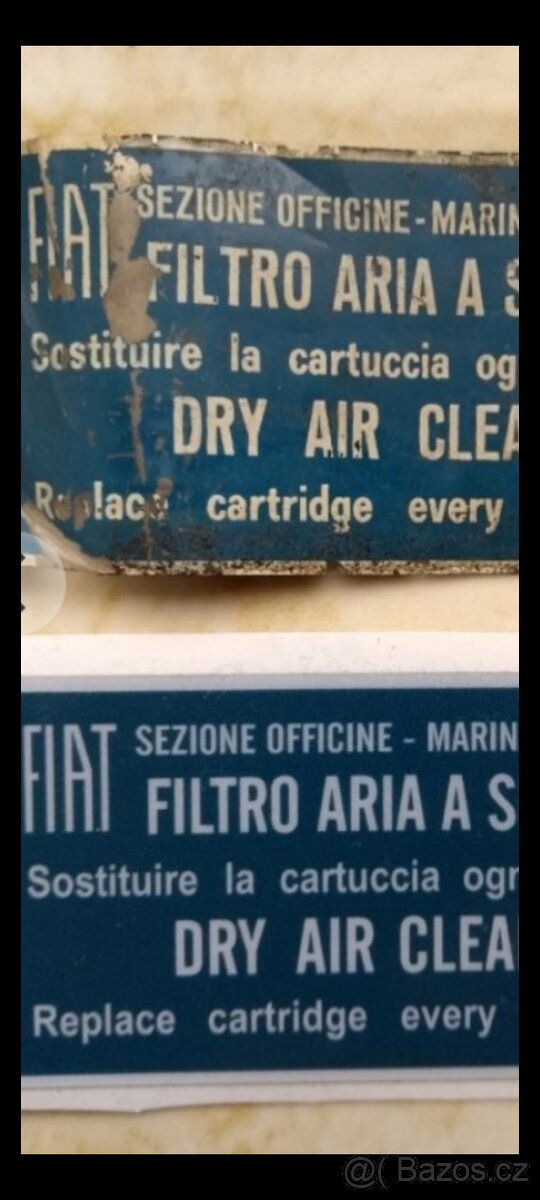 FIAT SEZIONE OFFICINE-MARIN
FILTRO ARIA A S
Sostituire la cartuccia og
DRY AIR CLEA
Replace cartridge every
FIAT SEZIONE OFFICINE - MARIN
FILTRO ARIA A S
Sostituire la cartuccia ogr
DRY AIR CLEA
Replace cartridge every
@( Bazos.cz